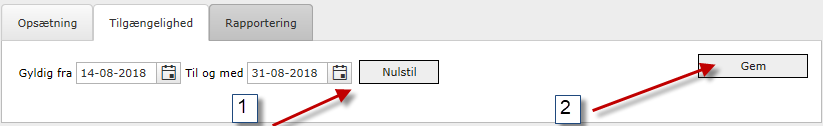 Opsætning Tilgængelighed Rapportering
Gyldig fra 14-08-2018 Til og med 31-08-2018 Nulstil Gem
1 2